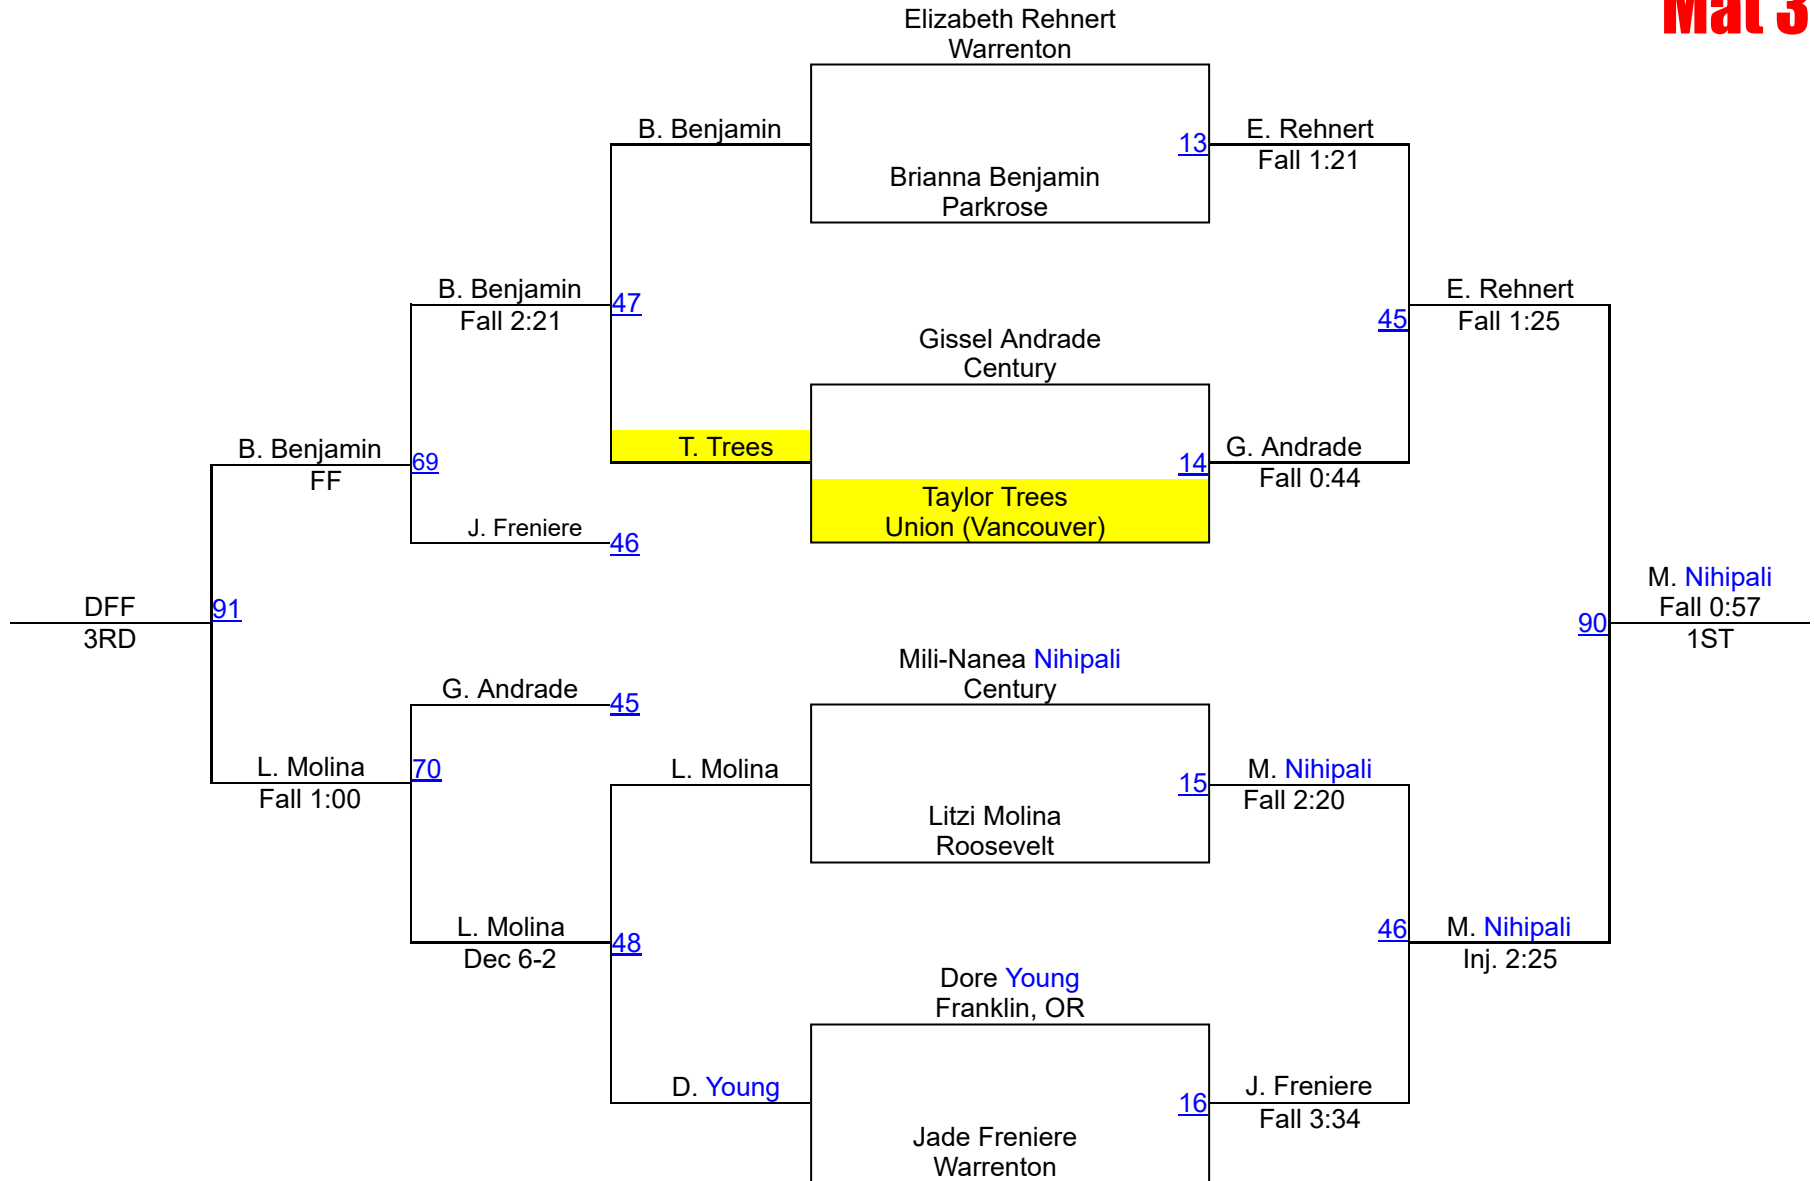 Mat 3
Elizabeth Rehnert
Warrenton
B. Benjamin
13
E. Rehnert
Fall 1:21
Brianna Benjamin
Parkrose
B. Benjamin
Fall 2:21
47
E. Rehnert
Fall 1:25
45
Gissel Andrade
Century
B. Benjamin
FF
69
T. Trees
14
G. Andrade
Fall 0:44
Taylor Trees
Union (Vancouver)
J. Freniere
46
DFF
3RD
91
M. Nihipali
Fall 0:57
1ST
90
Mili-Nanea Nihipali
Century
G. Andrade
45
L. Molina
Fall 1:00
70
L. Molina
15
M. Nihipali
Fall 2:20
Litzi Molina
Roosevelt
L. Molina
Dec 6-2
48
46
M. Nihipali
Inj. 2:25
Dore Young
Franklin, OR
D. Young
16
J. Freniere
Fall 3:34
Jade Freniere
Warrenton